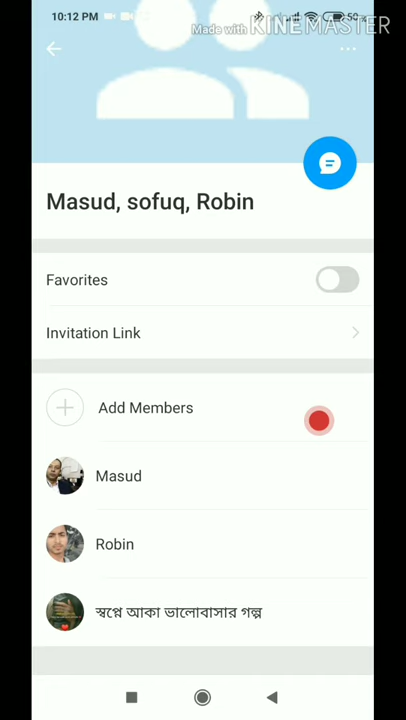 10:12 PM
Made with KINEMASTER
Masud, sofuq, Robin
Favorites
Invitation Link
Add Members
Masud
Robin
স্বপ্নে আকা ভালোবাসার গল্প